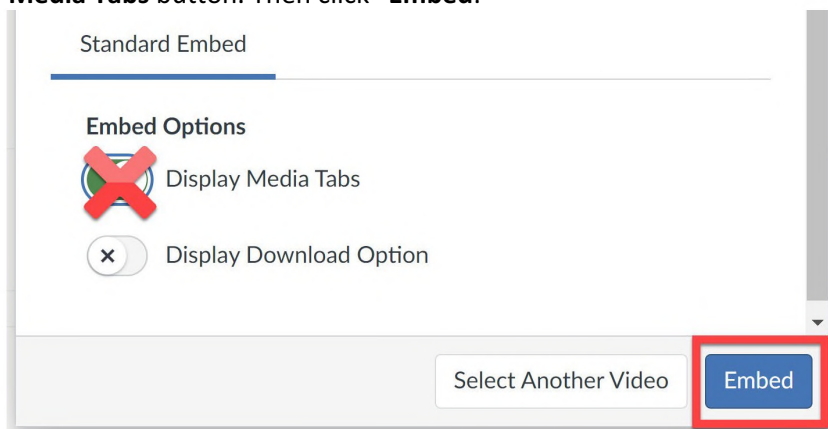 Media Tabs button. Then click "Embed."
Standard Embed
Embed Options
Display Media Tabs
Display Download Option
Select Another Video
Embed